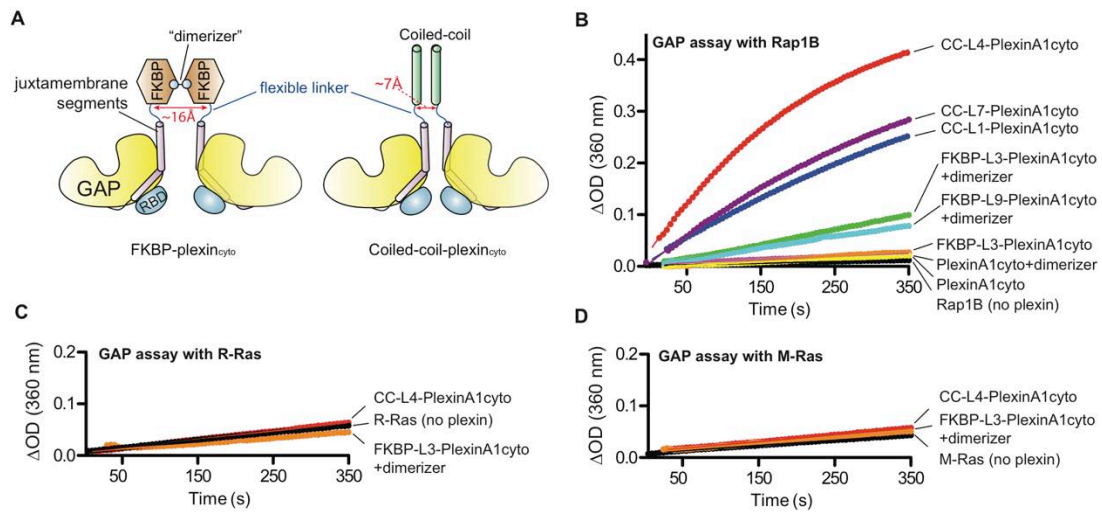 A
"dimerizer"
FKBP
FKBP
juxtamembrane
segments
~16Å
flexible linker
GAP
RBD
FKBP-plexincyto
Coiled-coil
~7Å
Coiled-coil-plexincyto
B
GAP assay with Rap1B
ΔOD (360 nm)
0.4
0.3
0.2
0.1
0.0
50
150
250
350
Time (s)
CC-L4-PlexinA1cyto
CC-L7-PlexinA1cyto
CC-L1-PlexinA1cyto
FKBP-L3-PlexinA1cyto
+dimerizer
FKBP-L9-PlexinA1cyto
+dimerizer
FKBP-L3-PlexinA1cyto
PlexinA1cyto+dimerizer
PlexinA1cyto
Rap1B (no plexin)
C
GAP assay with R-Ras
ΔOD (360 nm)
0.2
0.1
0.0
50
150
250
350
Time (s)
CC-L4-PlexinA1cyto
R-Ras (no plexin)
FKBP-L3-PlexinA1cyto
+dimerizer
D
GAP assay with M-Ras
ΔOD (360 nm)
0.2
0.1
0.0
50
150
250
350
Time (s)
CC-L4-PlexinA1cyto
FKBP-L3-PlexinA1cyto
+dimerizer
M-Ras (no plexin)